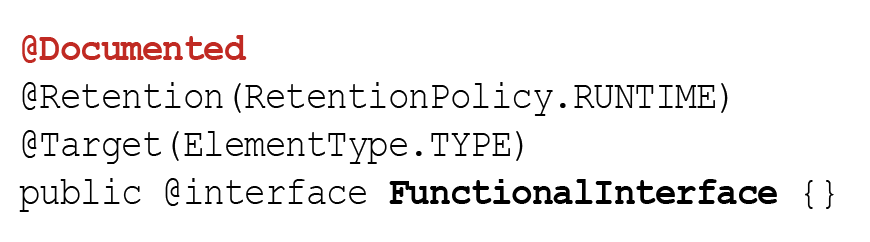 @Documented
@Retention(RetentionPolicy.RUNTIME)
@Target(ElementType.TYPE)
public @interface FunctionalInterface {}